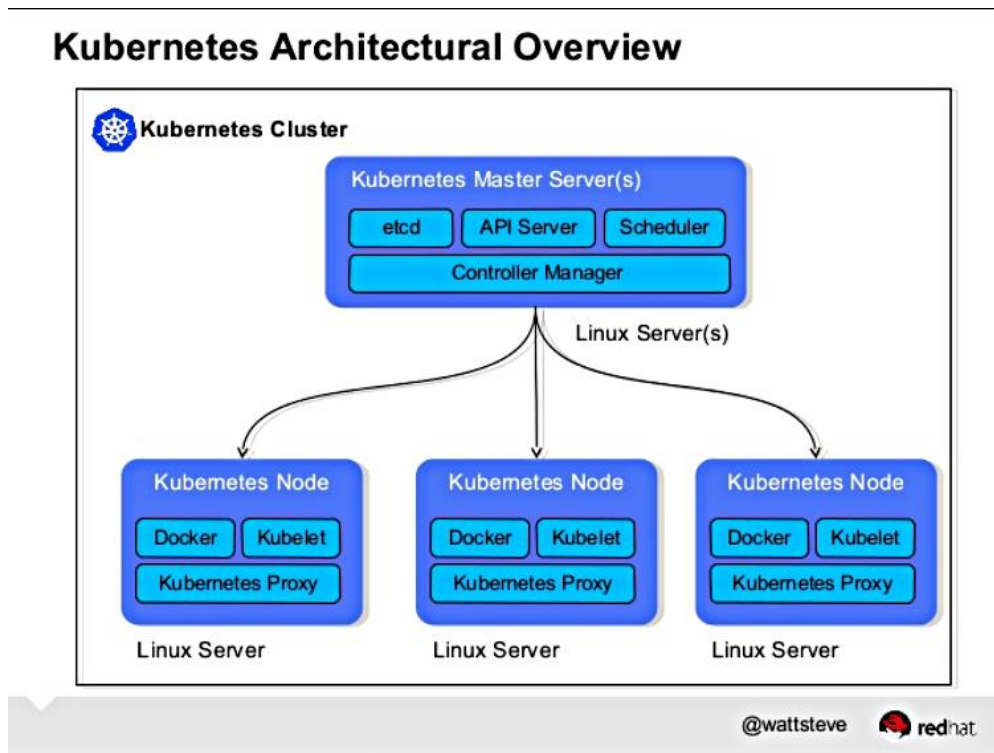 Kubernetes Architectural Overview
Kubernetes Cluster
Kubernetes Master Server(s)
etcd API Server Scheduler
Controller Manager
Linux Server(s)
Kubernetes Node Kubernetes Node Kubernetes Node
Docker Kubelet Docker Kubelet Docker Kubelet
Kubernetes Proxy Kubernetes Proxy Kubernetes Proxy
Linux Server Linux Server Linux Server
@wattsteve redhat